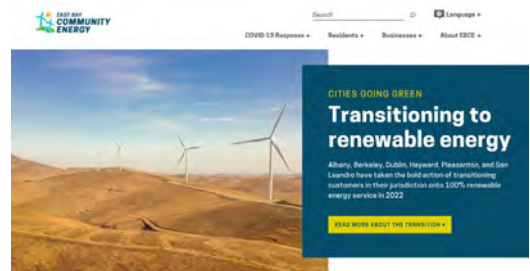 EAST BAY
COMMUNITY
ENERGY
Search
Language +
COVID-19 Response +
Residents +
Businesses +
About EBCE +
CITIES GOING GREEN
Transitioning to
renewable energy
Albany, Berkeley, Dublin, Hayward, Pleasanton, and San
Leandro have taken the bold action of transitioning
customers in their jurisdiction onto 100% renewable
energy service in 2022
READ MORE ABOUT THE TRANSITION